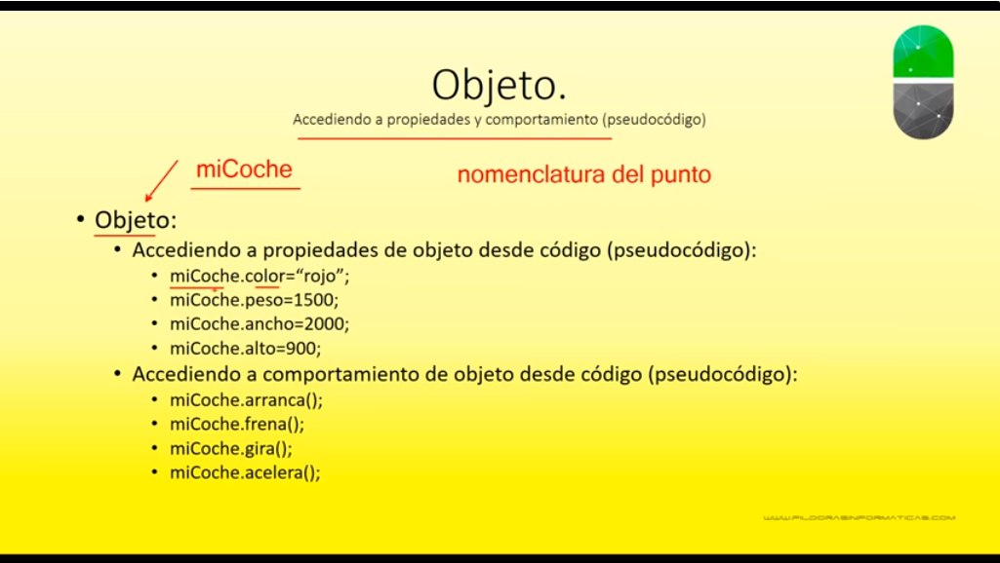 Objeto.
Accediendo a propiedades y comportamiento (pseudocódigo)
miCoche
nomenclatura del punto
• Objeto:
• Accediendo a propiedades de objeto desde código (pseudocódigo):
• miCoche.color=“rojo”;
• miCoche.peso=1500;
• miCoche.ancho=2000;
• miCoche.alto=900;
• Accediendo a comportamiento de objeto desde código (pseudocódigo):
• miCoche.arranca();
• miCoche.frena();
• miCoche.gira();
• miCoche.acelera();
WWW.PILDORASINFORMATICAS.COM